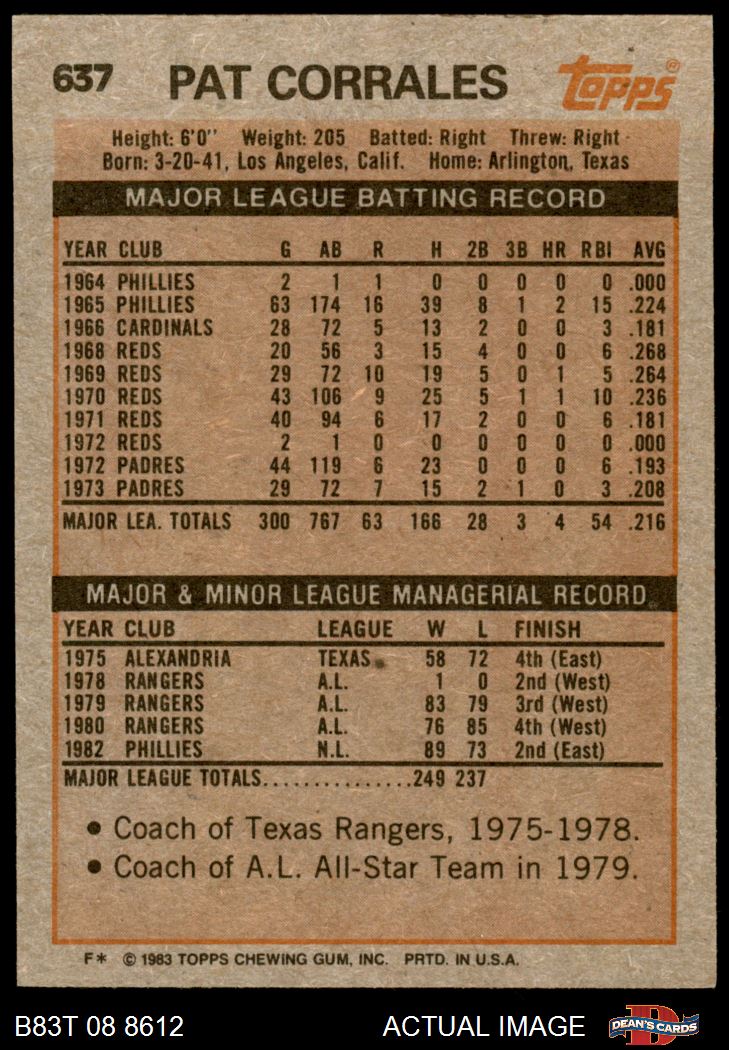 637 PAT CORRALES Topps®
Height: 6'0" Weight: 205 Batted: Right Threw: Right
Born: 3-20-41, Los Angeles, Calif. Home: Arlington, Texas
MAJOR LEAGUE BATTING RECORD
YEAR CLUB G AB R H 2B 3B HR RBI AVG
1964 PHILLIES 2 1 1 0 0 0 0 0 .000
1965 PHILLIES 63 174 16 39 8 1 2 15 .224
1966 CARDINALS 28 72 5 13 2 0 0 3 .181
1968 REDS 20 56 3 15 4 0 0 6 .268
1969 REDS 29 72 10 19 5 0 1 5 .264
1970 REDS 43 106 9 25 5 1 1 10 .236
1971 REDS 40 94 6 17 2 0 0 6 .181
1972 REDS 2 1 0 0 0 0 0 0 .000
1972 PADRES 44 119 6 23 0 0 0 6 .193
1973 PADRES 29 72 7 15 2 1 0 3 .208
MAJOR LEA. TOTALS 300 767 63 166 28 3 4 54 .216
MAJOR & MINOR LEAGUE MANAGERIAL RECORD
YEAR CLUB LEAGUE W L FINISH
1975 ALEXANDRIA TEXAS 58 72 4th (East)
1978 RANGERS A.L. 1 0 2nd (West)
1979 RANGERS A.L. 83 79 3rd (West)
1980 RANGERS A.L. 76 85 4th (West)
1982 PHILLIES N.L. 89 73 2nd (East)
MAJOR LEAGUE TOTALS...............249 237
• Coach of Texas Rangers, 1975-1978.
• Coach of A.L. All-Star Team in 1979.
F* © 1983 TOPPS CHEWING GUM, INC. PRTD. IN U.S.A.
B83T 08 8612 ACTUAL IMAGE D DEAN'S CARDS